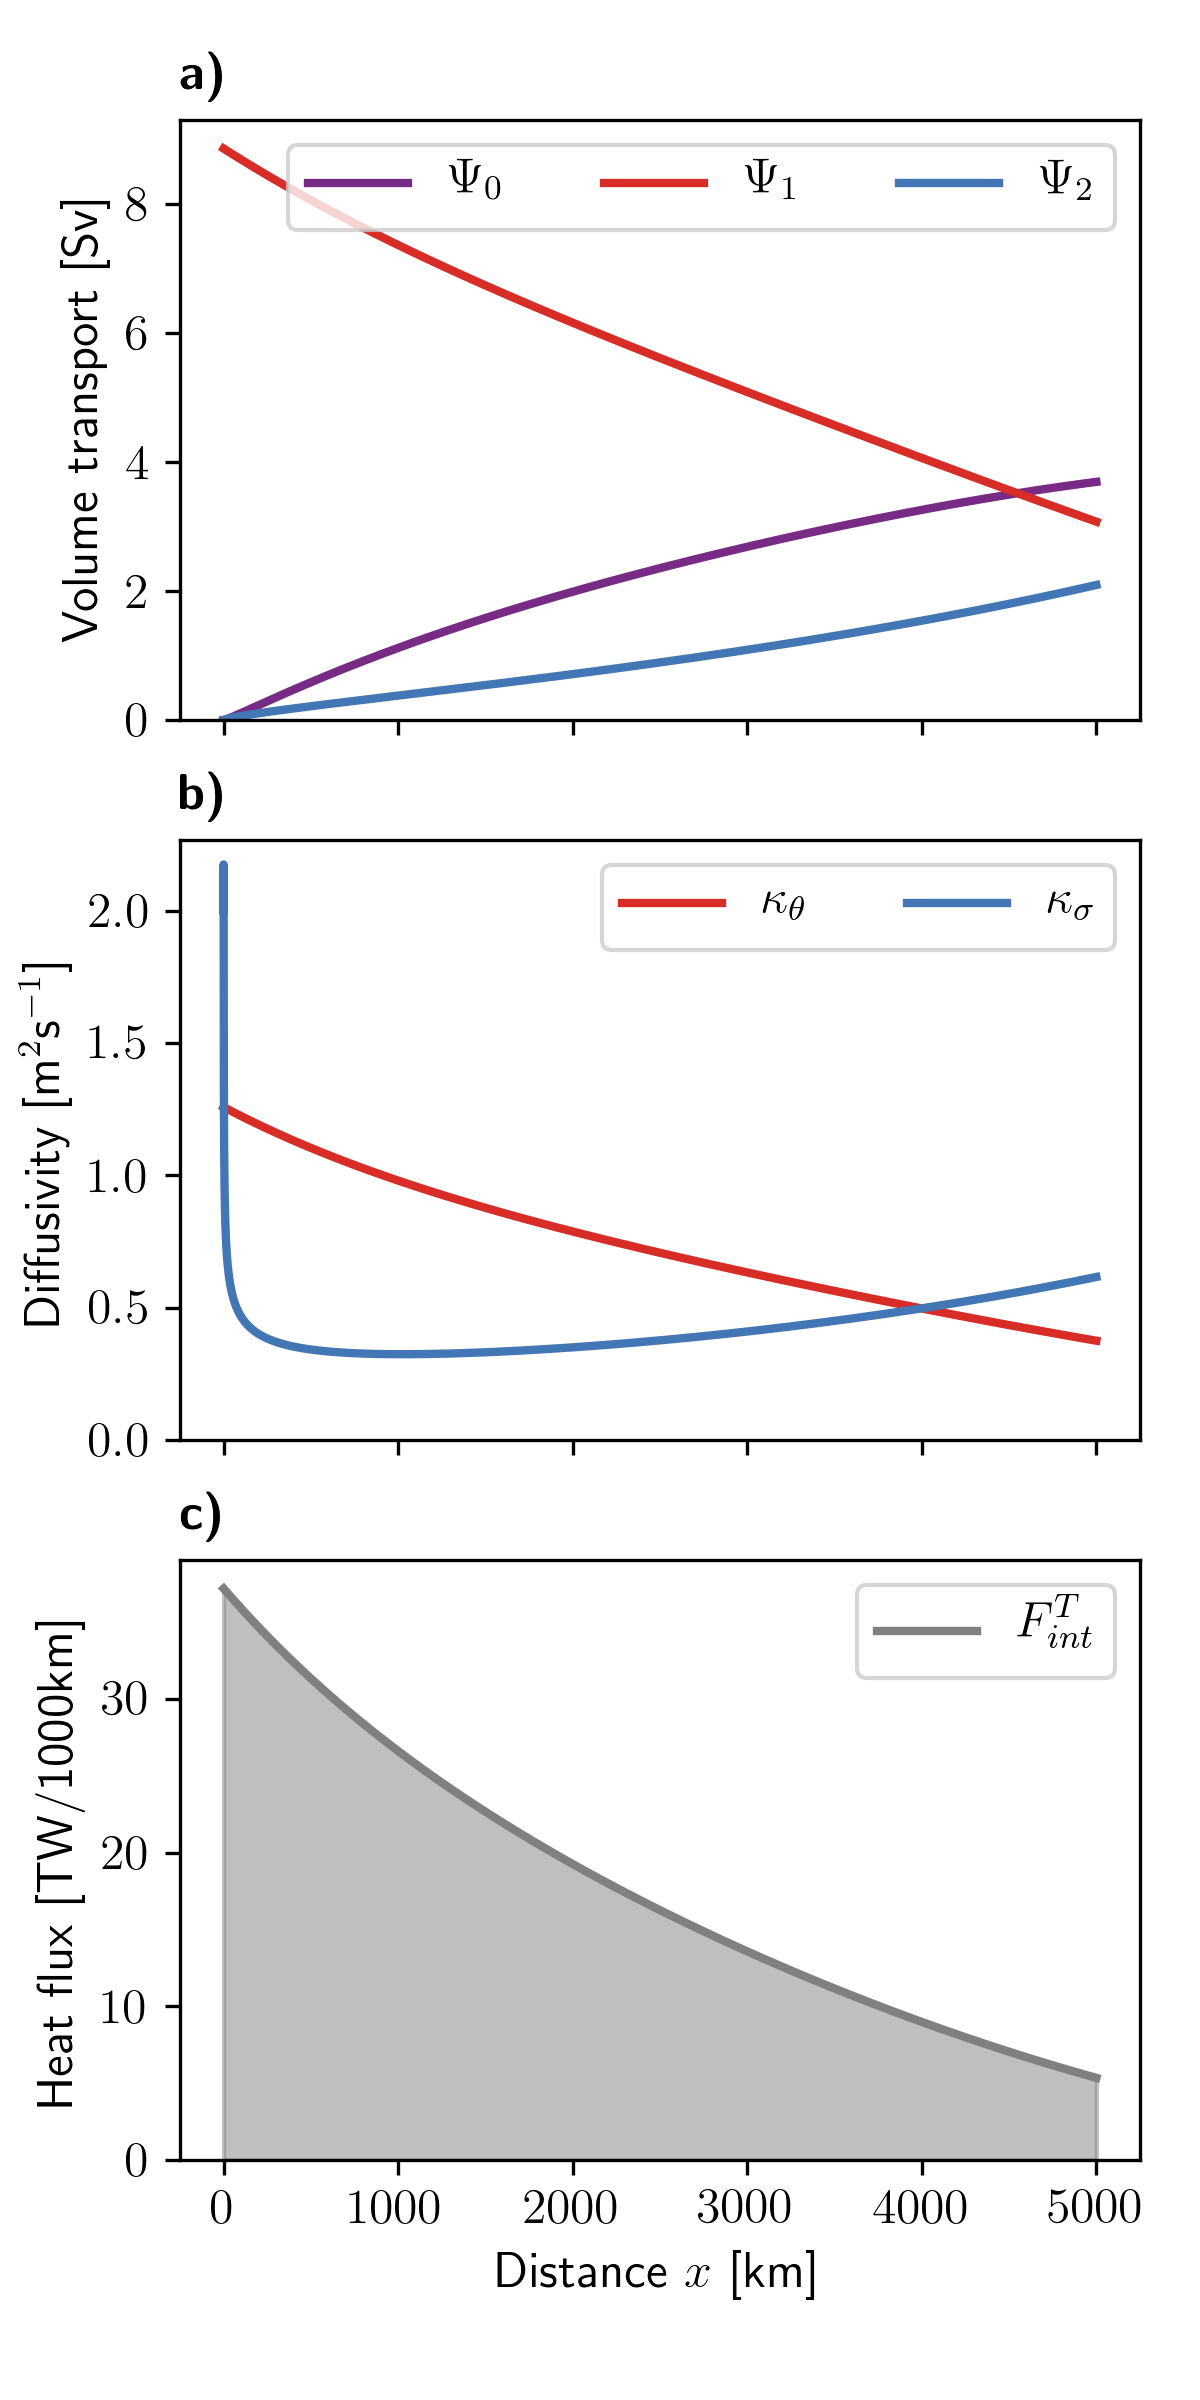 a)
Volume transport [Sv]
8
6
4
2
0
Ψ₀ Ψ₁ Ψ₂
b)
Diffusivity [m²s⁻¹]
2.0
1.5
1.0
0.5
0.0
κ_θ κ_σ
c)
Heat flux [TW/1000km]
30
20
10
0
F^T_int
0 1000 2000 3000 4000 5000
Distance x [km]